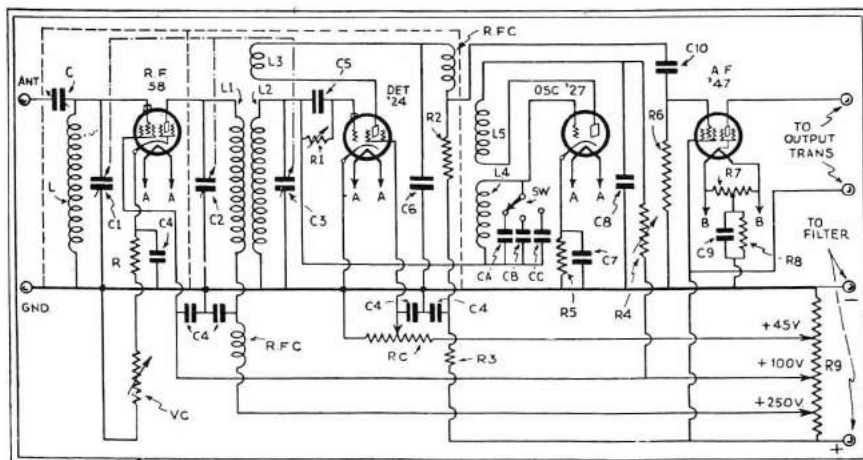 ANT
C
R.F.
58
L1
L2
L3
C5
DET
'24
R.F.C
R2
OSC '27
C10
A F
'47
TO
OUTPUT
TRANS
R1
L5
L4
R6
R7
L
C1
A
A
C2
C3
A
A
C6
SW
A
A
C8
B
B
TO
FILTER
R
C4
CA
CB
CC
R5
C7
R4
C9
R8
GND
−
C4
R.F.C
C4
C4
RC
R3
+45V
R9
+100V
VC
+250V
+